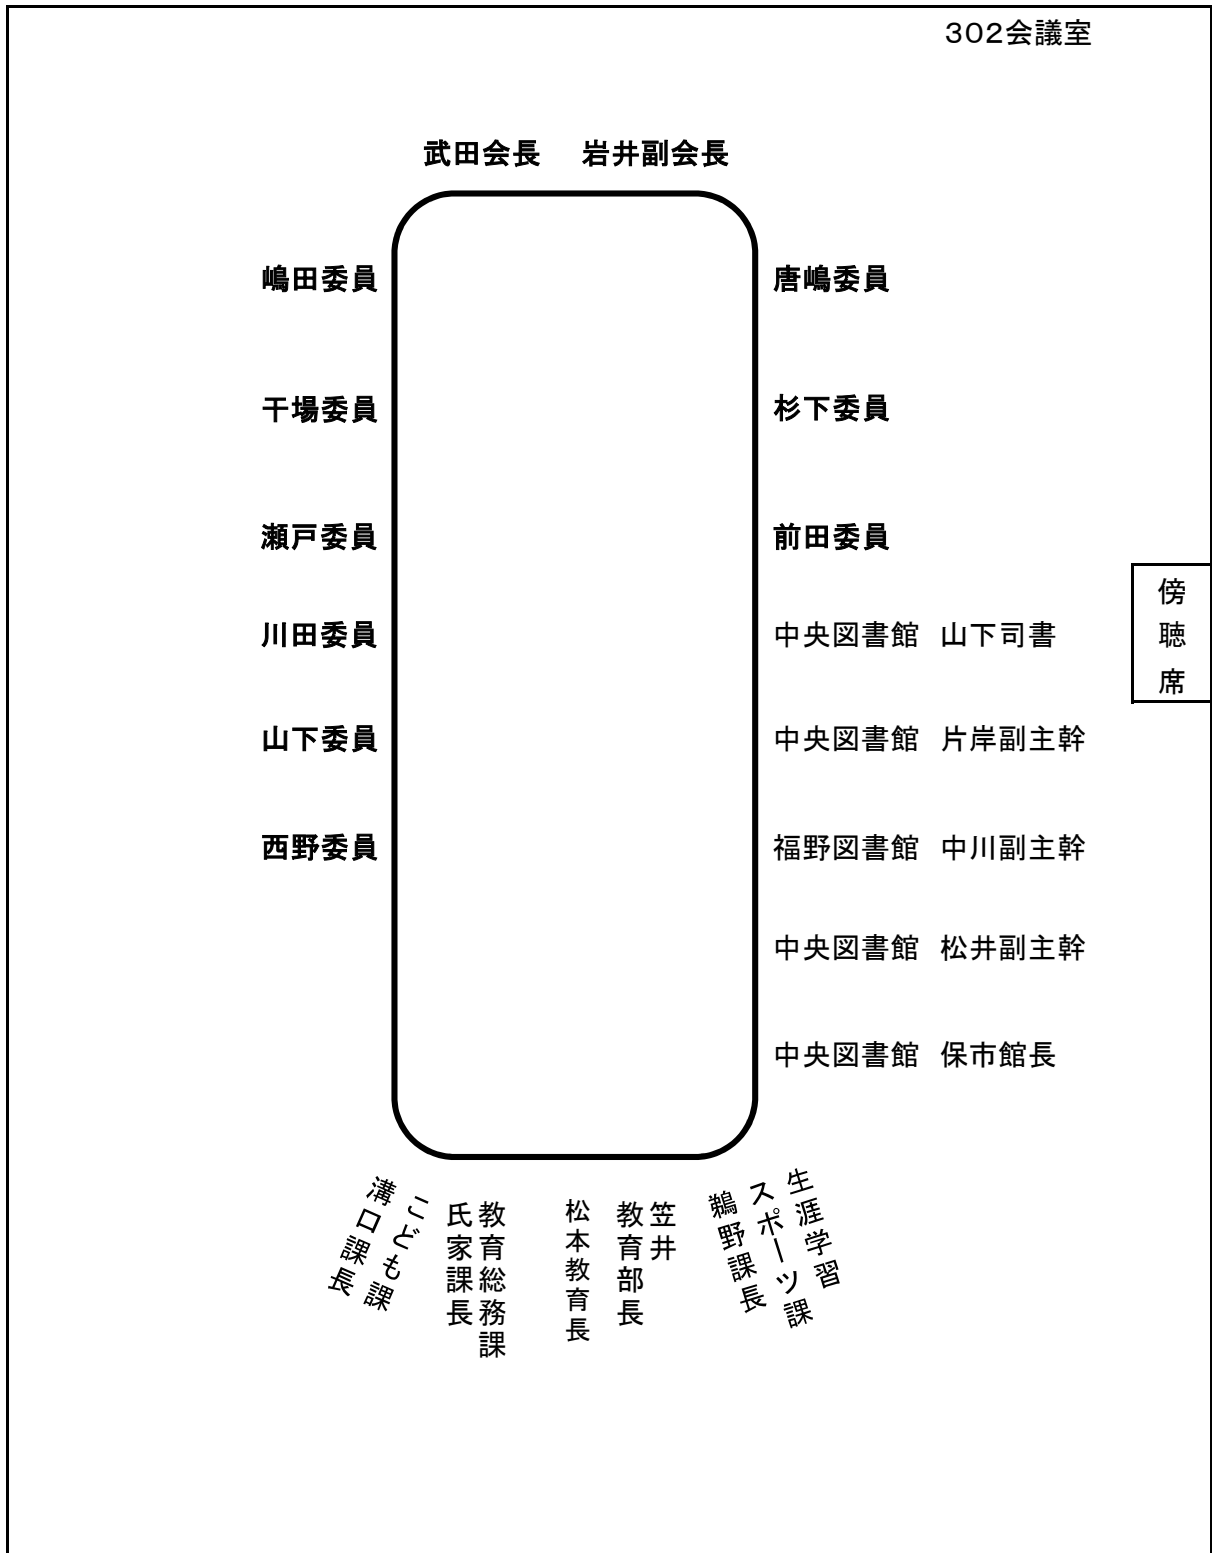 302会議室
武田会長 岩井副会長
嶋田委員
唐嶋委員
干場委員
杉下委員
瀬戸委員
前田委員
川田委員
中央図書館 山下司書
山下委員
中央図書館 片岸副主幹
西野委員
福野図書館 中川副主幹
中央図書館 松井副主幹
中央図書館 保市館長
傍聴席
こども課
溝口課長
教育総務課
氏家課長
松本教育長
笠井
教育部長
生涯学習
スポーツ課
鵜野課長